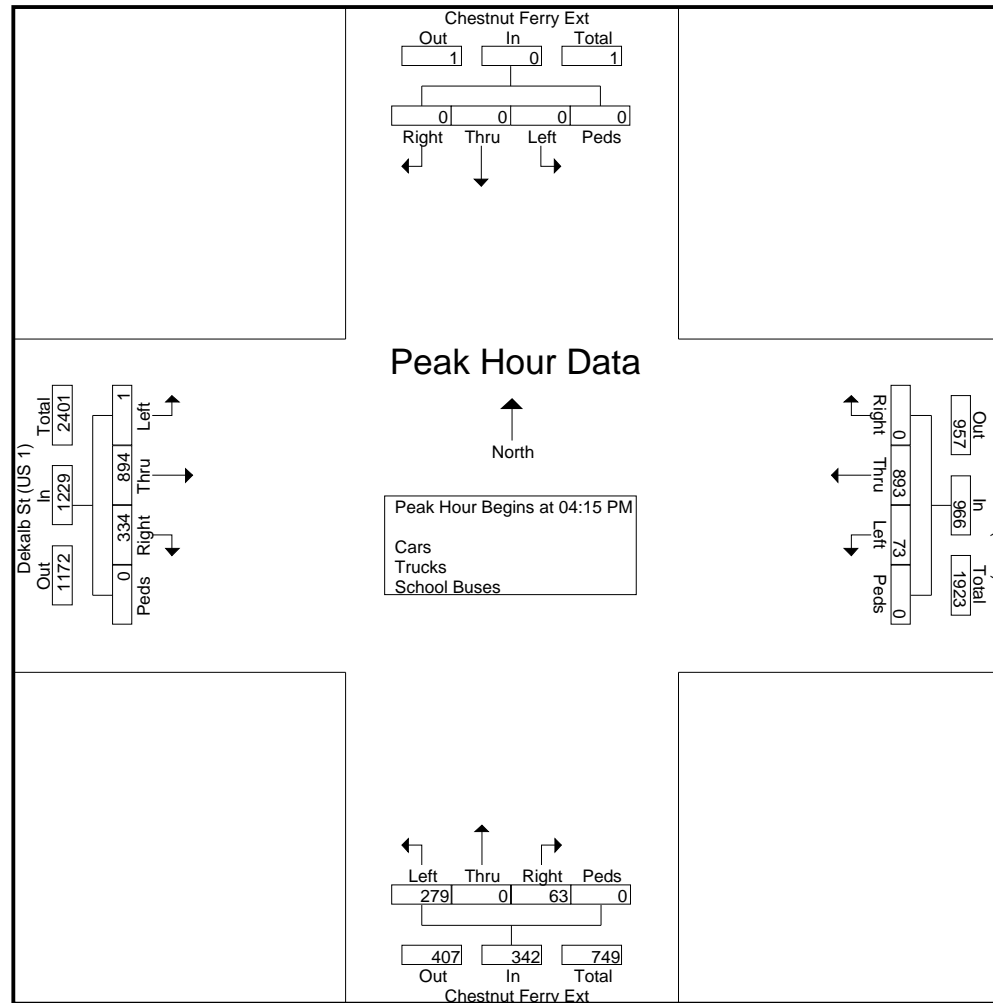 Chestnut Ferry Ext
Out In Total
1 0 1
0 0 0 0
Right Thru Left Peds
Peak Hour Data
North
Peak Hour Begins at 04:15 PM
Cars
Trucks
School Buses
Dekalb St (US 1)
Out In Total
1172 1229 2401
Left Thru Right Peds
1 894 334 0
Right Thru Left Peds
0 893 73 0
Out In Total
957 966 1923
Left Thru Right Peds
279 0 63 0
407 342 749
Out In Total
Chestnut Ferry Ext